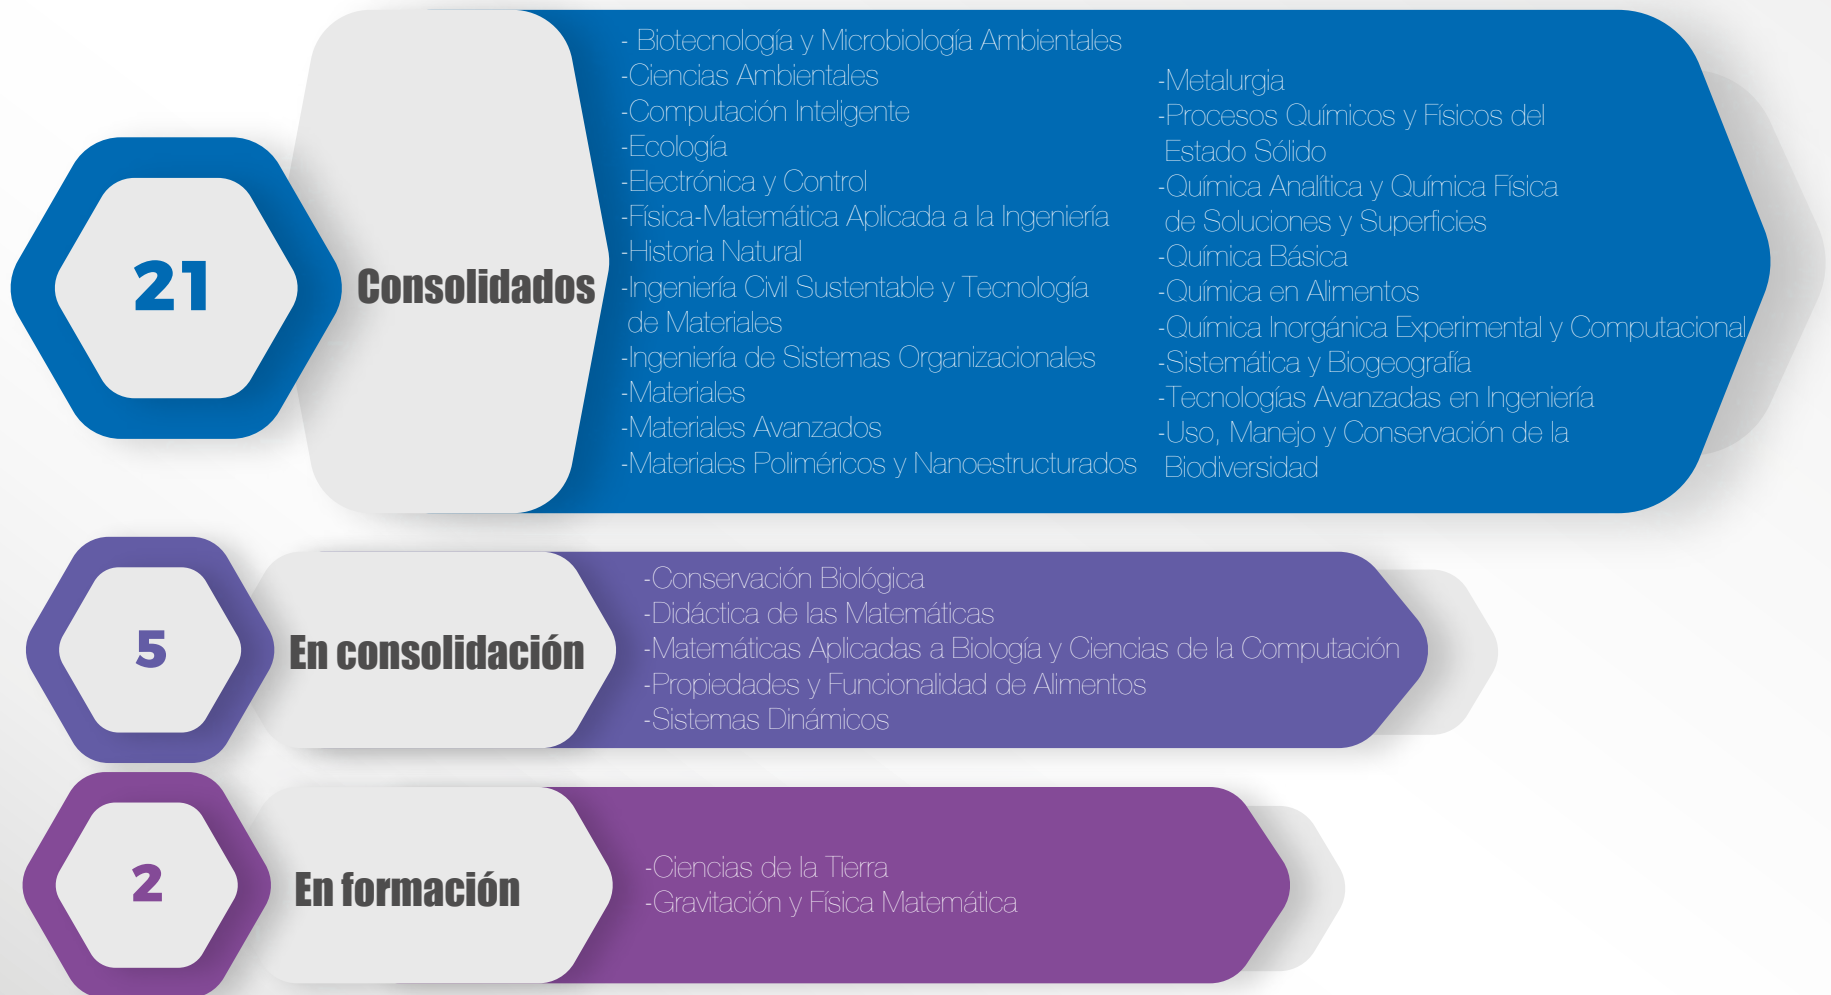 21
Consolidados
- Biotecnología y Microbiología Ambientales
-Ciencias Ambientales
-Computación Inteligente
-Ecología
-Electrónica y Control
-Física-Matemática Aplicada a la Ingeniería
-Historia Natural
-Ingeniería Civil Sustentable y Tecnología
de Materiales
-Ingeniería de Sistemas Organizacionales
-Materiales
-Materiales Avanzados
-Materiales Poliméricos y Nanoestructurados
-Metalurgia
-Procesos Químicos y Físicos del
Estado Sólido
-Química Analítica y Química Física
de Soluciones y Superficies
-Química Básica
-Química en Alimentos
-Química Inorgánica Experimental y Computacional
-Sistemática y Biogeografía
-Tecnologías Avanzadas en Ingeniería
-Uso, Manejo y Conservación de la
Biodiversidad
5
En consolidación
-Conservación Biológica
-Didáctica de las Matemáticas
-Matemáticas Aplicadas a Biología y Ciencias de la Computación
-Propiedades y Funcionalidad de Alimentos
-Sistemas Dinámicos
2
En formación
-Ciencias de la Tierra
-Gravitación y Física Matemática